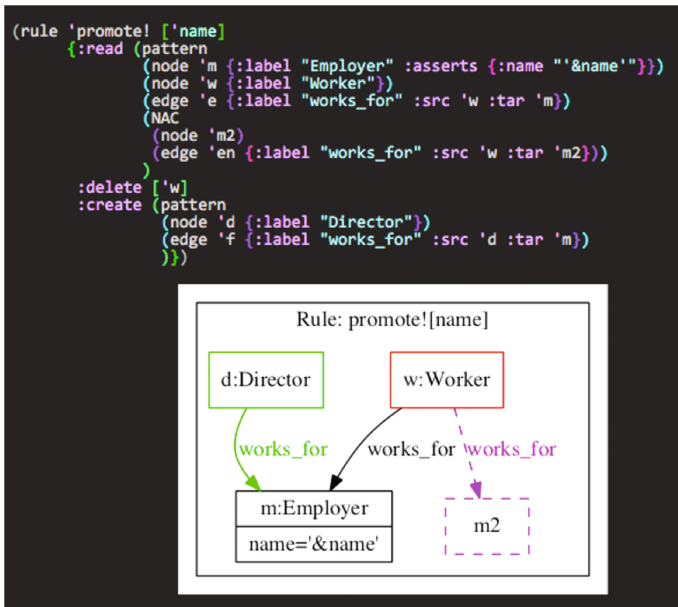 (rule 'promote! ['name]
{:read (pattern
(node 'm {:label "Employer" :asserts {:name "'&name'"}})
(node 'w {:label "Worker"})
(edge 'e {:label "works_for" :src 'w :tar 'm})
(NAC
(node 'm2)
(edge 'en {:label "works_for" :src 'w :tar 'm2}))
)
:delete ['w]
:create (pattern
(node 'd {:label "Director"})
(edge 'f {:label "works_for" :src 'd :tar 'm})
)})
Rule: promote![name]
d:Director
w:Worker
works_for
works_for
works_for
m:Employer
name='&name'
m2